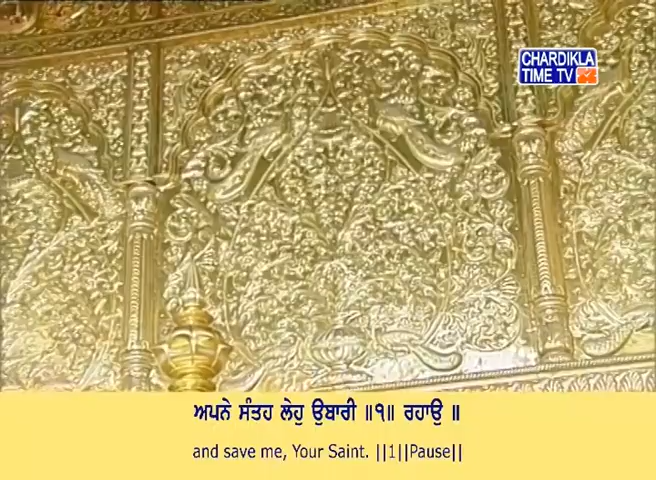 CHARDIKLA
TIME TV
ਅਪਨੇ ਸੰਤਹ ਲੇਹੁ ਉਬਾਰੀ ॥੧॥ ਰਹਾਉ ॥
and save me, Your Saint. ||1||Pause||